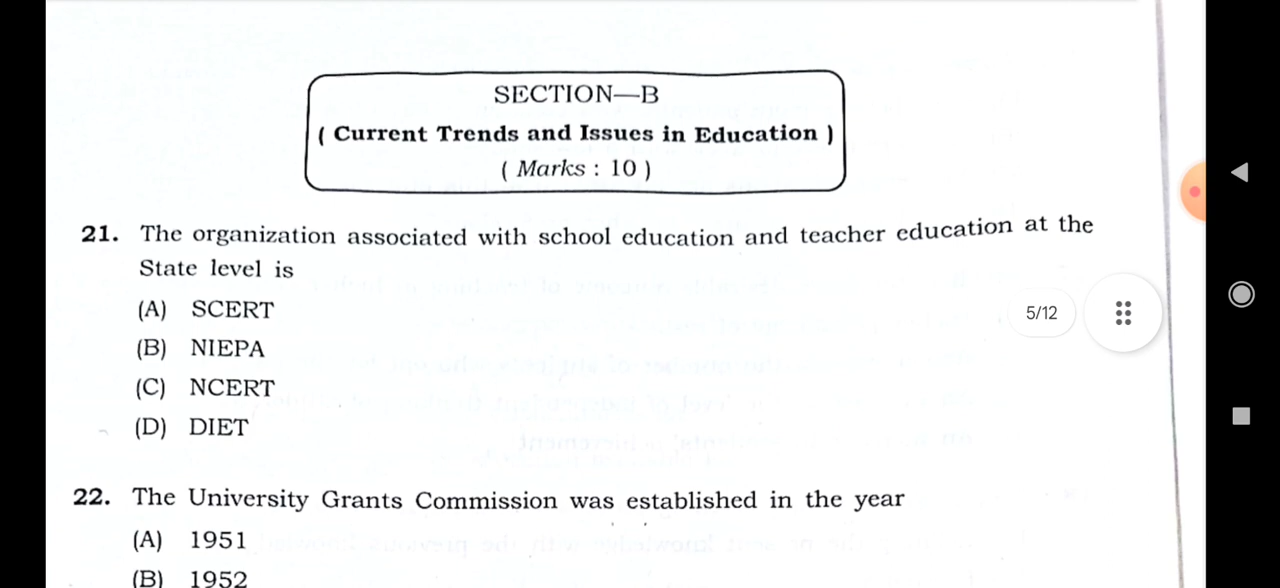 SECTION—B
( Current Trends and Issues in Education )
( Marks : 10 )
21. The organization associated with school education and teacher education at the
State level is
(A) SCERT
(B) NIEPA
(C) NCERT
(D) DIET
5/12
22. The University Grants Commission was established in the year
(A) 1951
(B) 1952